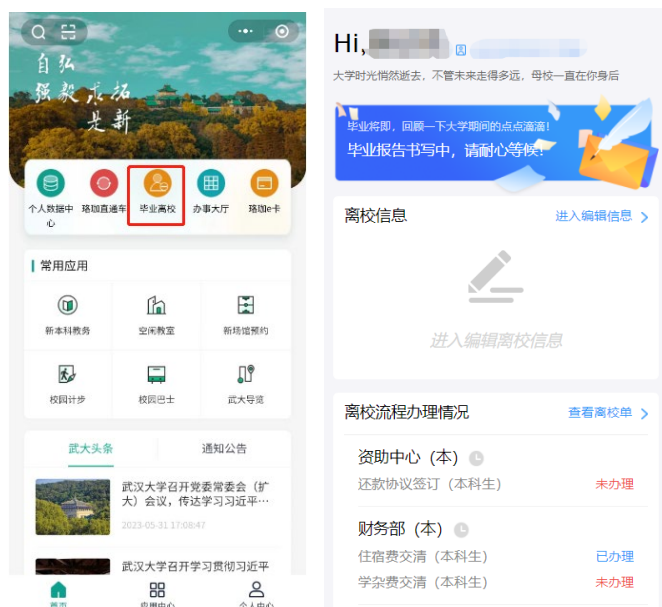 自弘
强毅求拓
是新
个人数据中心
珞珈直通车
毕业离校
办事大厅
珞珈e卡
常用应用
新本科教务
空闲教室
新场馆预约
校园计步
校园巴士
武大导览
武大头条
通知公告
武汉大学召开党委常委会（扩
大）会议，传达学习习近平…
2023-05-31 17:08:47
武汉大学召开学习贯彻习近平
首页
应用中心
个人中心
Hi,
大学时光悄然逝去，不管未来走得多远，母校一直在你身后
毕业将即，回顾一下大学期间的点点滴滴！
毕业报告书写中，请耐心等候！
离校信息
进入编辑信息
进入编辑离校信息
离校流程办理情况
查看离校单
资助中心（本）
还款协议签订（本科生）
未办理
财务部（本）
住宿费交清（本科生）
已办理
学杂费交清（本科生）
未办理